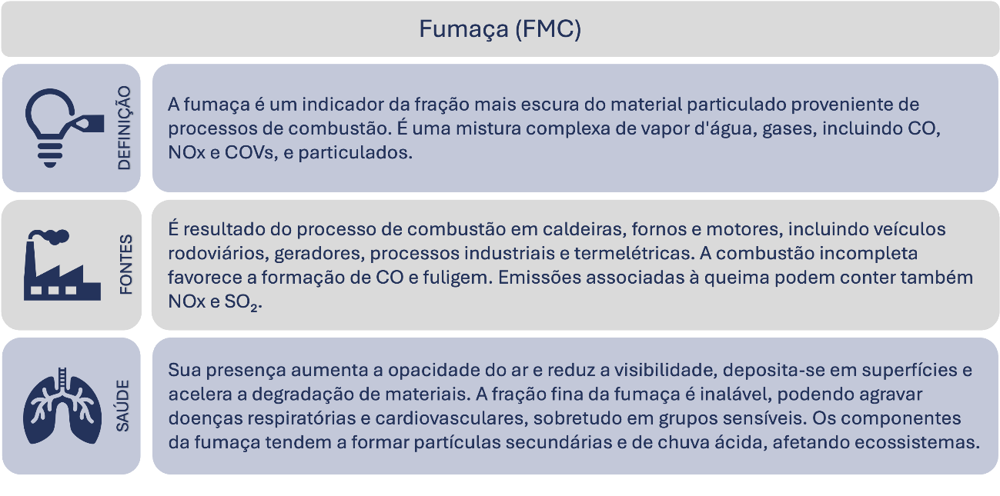 Fumaça (FMC)
DEFINIÇÃO
A fumaça é um indicador da fração mais escura do material particulado proveniente de
processos de combustão. É uma mistura complexa de vapor d'água, gases, incluindo CO,
NOx e COVs, e particulados.
FONTES
É resultado do processo de combustão em caldeiras, fornos e motores, incluindo veículos
rodoviários, geradores, processos industriais e termelétricas. A combustão incompleta
favorece a formação de CO e fuligem. Emissões associadas à queima podem conter também
NOx e SO₂.
SAÚDE
Sua presença aumenta a opacidade do ar e reduz a visibilidade, deposita-se em superfícies e
acelera a degradação de materiais. A fração fina da fumaça é inalável, podendo agravar
doenças respiratórias e cardiovasculares, sobretudo em grupos sensíveis. Os componentes
da fumaça tendem a formar partículas secundárias e de chuva ácida, afetando ecossistemas.